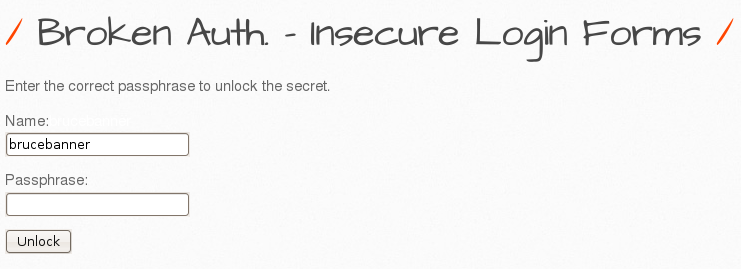 / Broken Auth. - Insecure Login Forms /
Enter the correct passphrase to unlock the secret.
Name: brucebanner
brucebanner
Passphrase:
Unlock